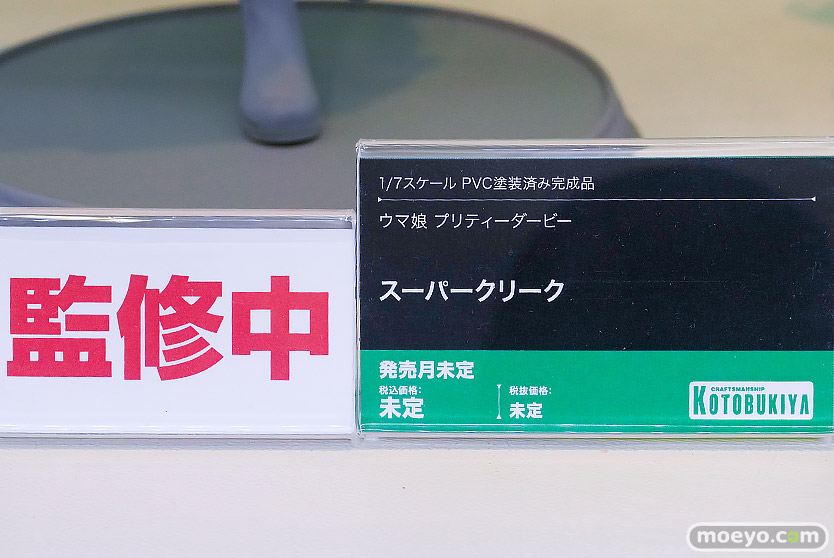 監修中
1/7スケール PVC塗装済み完成品
ウマ娘 プリティーダービー
スーパークリーク
発売月未定
税込価格:
未定
税抜価格:
未定
CRAFTSMANSHIP
KOTOBUKIYA
moeyo.com